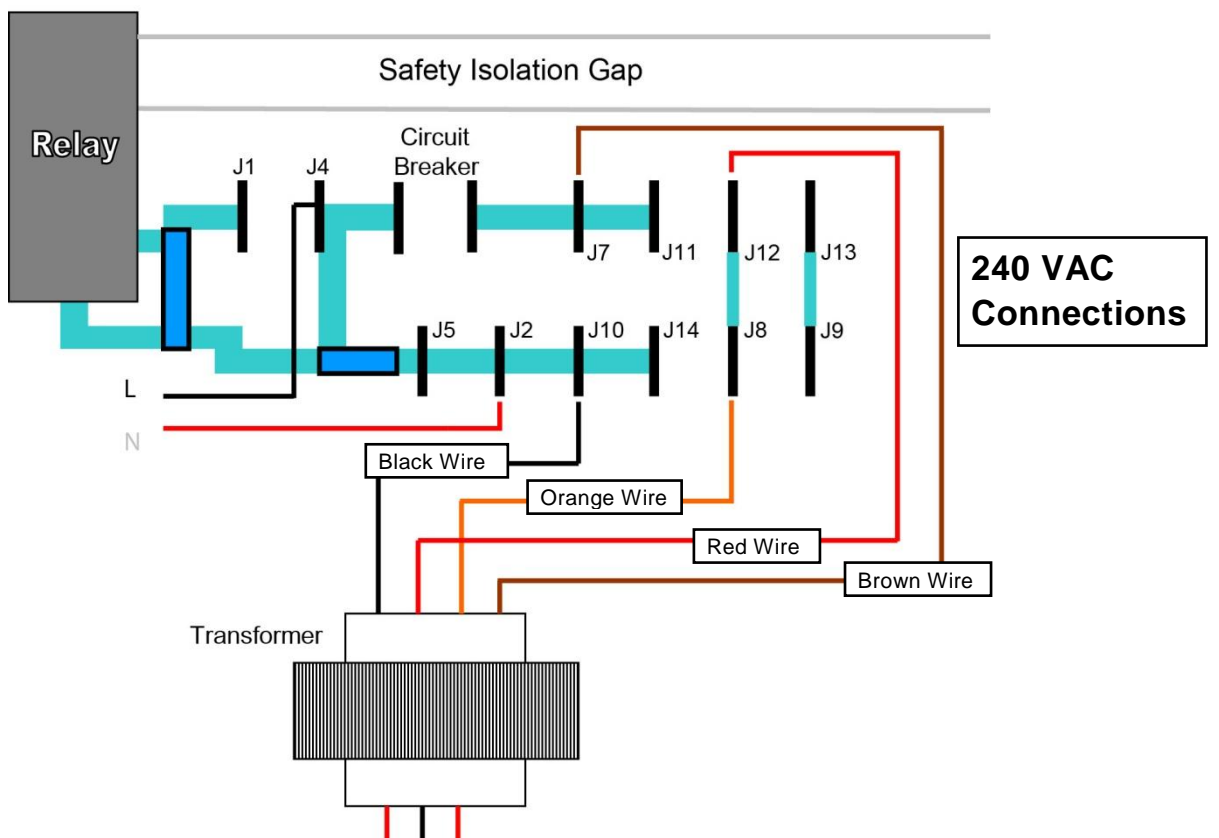 Safety Isolation Gap
Relay
Circuit
Breaker
J1
J4
J7
J11
J12
J13
240 VAC
Connections
J5
J2
J10
J14
J8
J9
L
N
Black Wire
Orange Wire
Red Wire
Brown Wire
Transformer